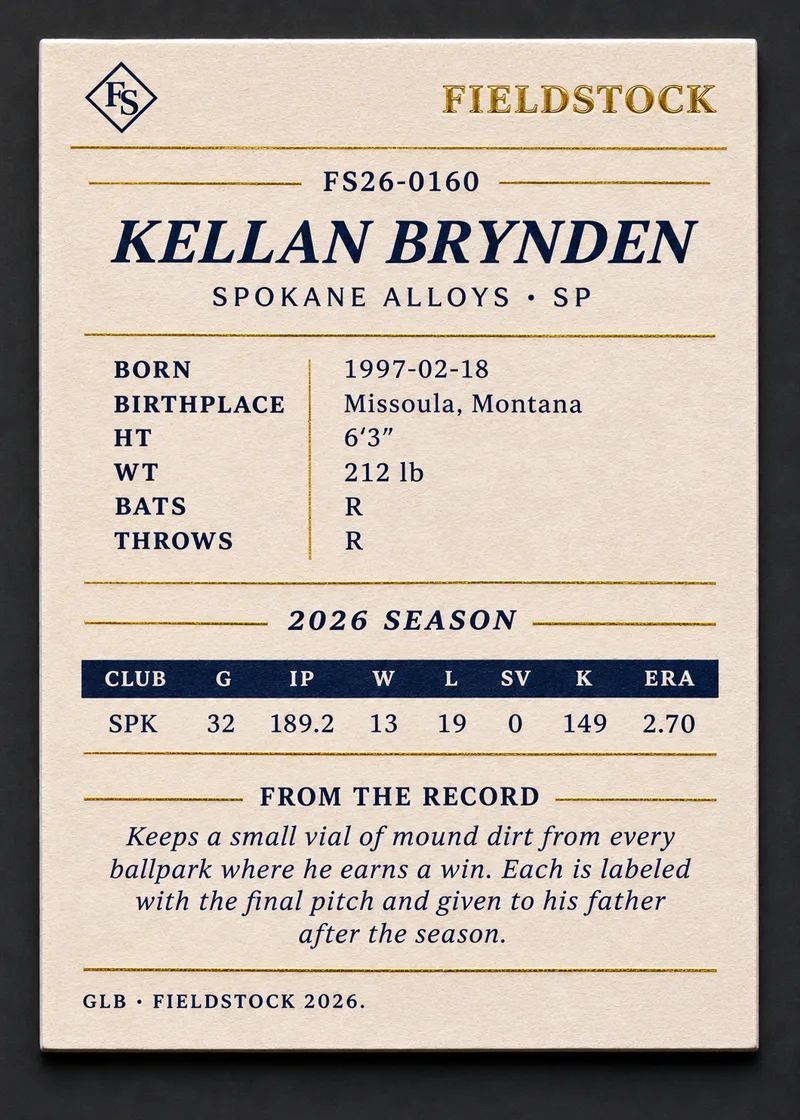 FS
FIELDSTOCK
FS26-0160
KELLAN BRYNDEN
SPOKANE ALLOYS • SP
BORN 1997-02-18
BIRTHPLACE Missoula, Montana
HT 6‘3”
WT 212 lb
BATS R
THROWS R
2026 SEASON
CLUB G IP W L SV K ERA
SPK 32 189.2 13 19 0 149 2.70
FROM THE RECORD
Keeps a small vial of mound dirt from every
ballpark where he earns a win. Each is labeled
with the final pitch and given to his father
after the season.
GLB • FIELDSTOCK 2026.